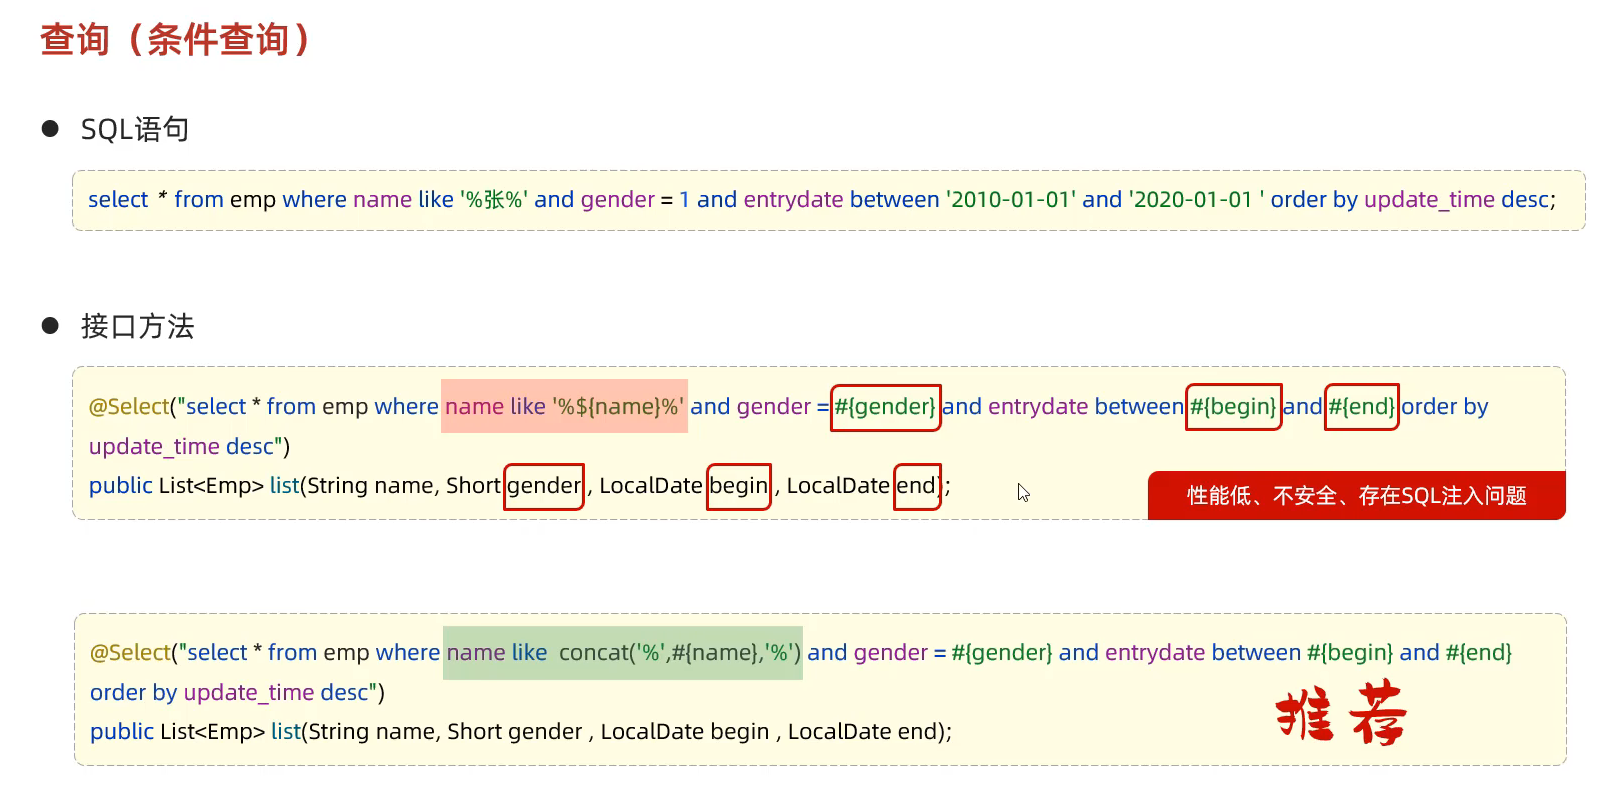 查询（条件查询）
SQL语句
select * from emp where name like '%张%' and gender = 1 and entrydate between '2010-01-01' and '2020-01-01 ' order by update_time desc;
接口方法
@Select("select * from emp where name like '%${name}%' and gender = #{gender} and entrydate between #{begin} and #{end} order by
update_time desc")
public List<Emp> list(String name, Short gender , LocalDate begin , LocalDate end);
性能低、不安全、存在SQL注入问题
@Select("select * from emp where name like concat('%',#{name},'%') and gender = #{gender} and entrydate between #{begin} and #{end}
order by update_time desc")
public List<Emp> list(String name, Short gender , LocalDate begin , LocalDate end);
推荐